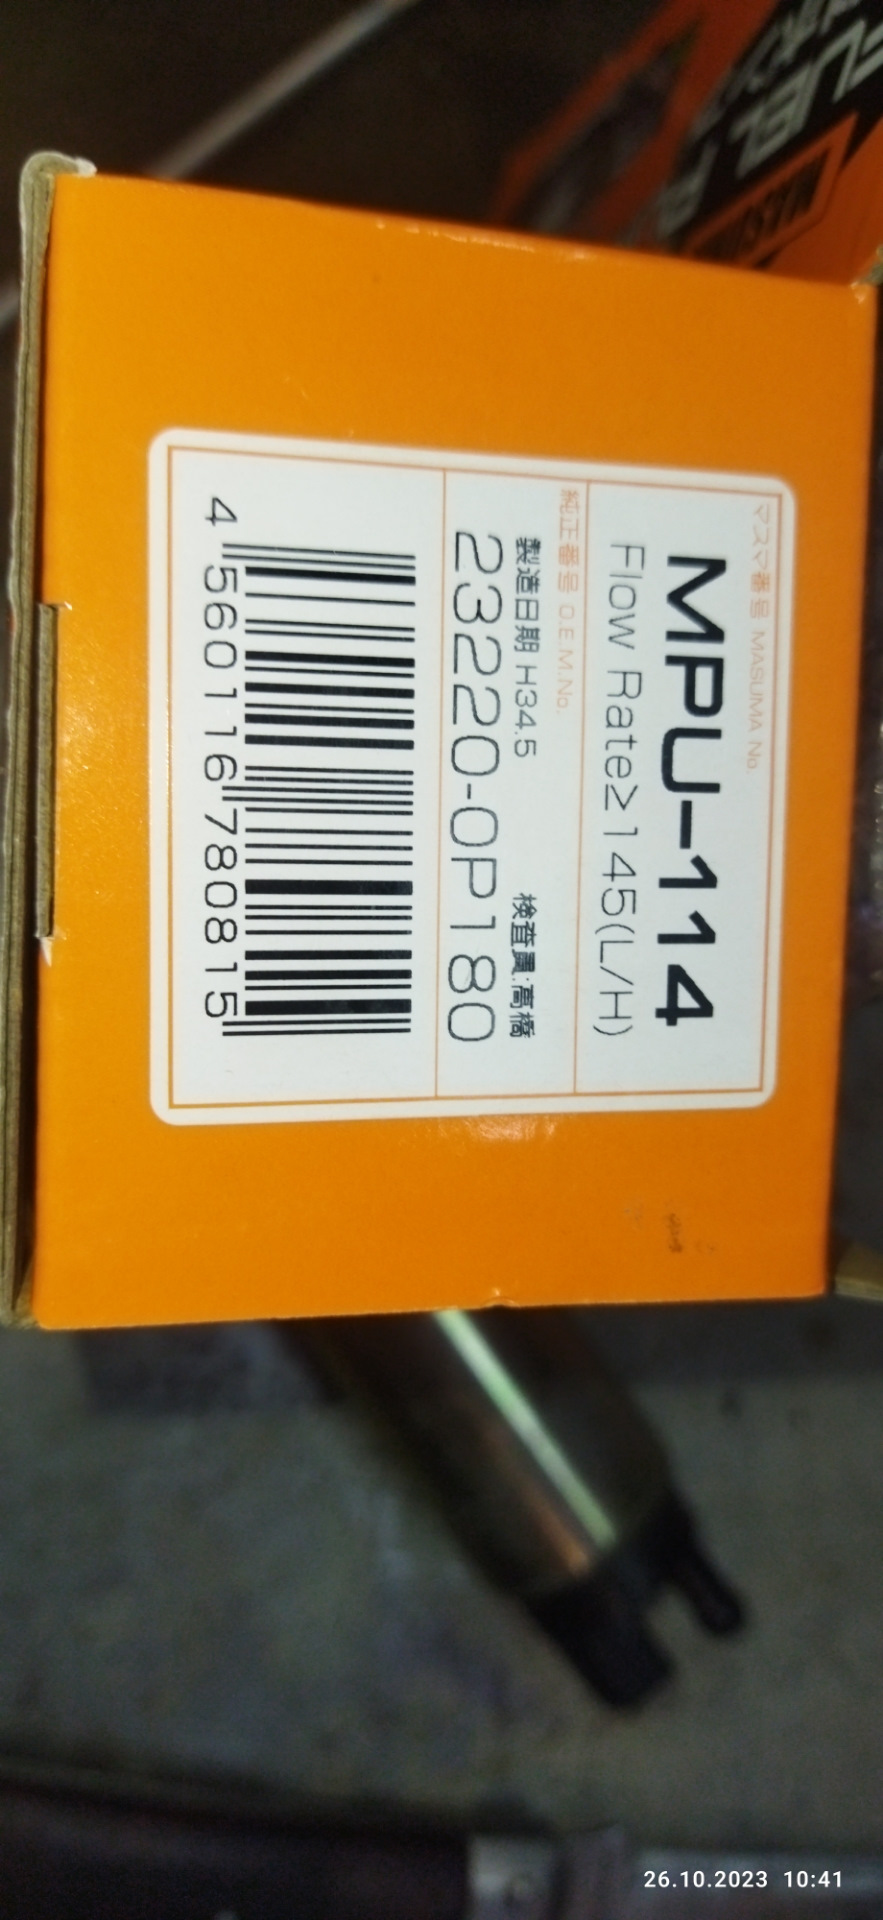 マスマ番号 MASUMA No.
MPU-114
Flow Rate≥145(L/H)
純正番号 O.E.M.No.
製造日期 H34.5 検査員:高橋
23220-0P180
4 560116 780815
FUEL
MASUMA
26.10.2023 10:41